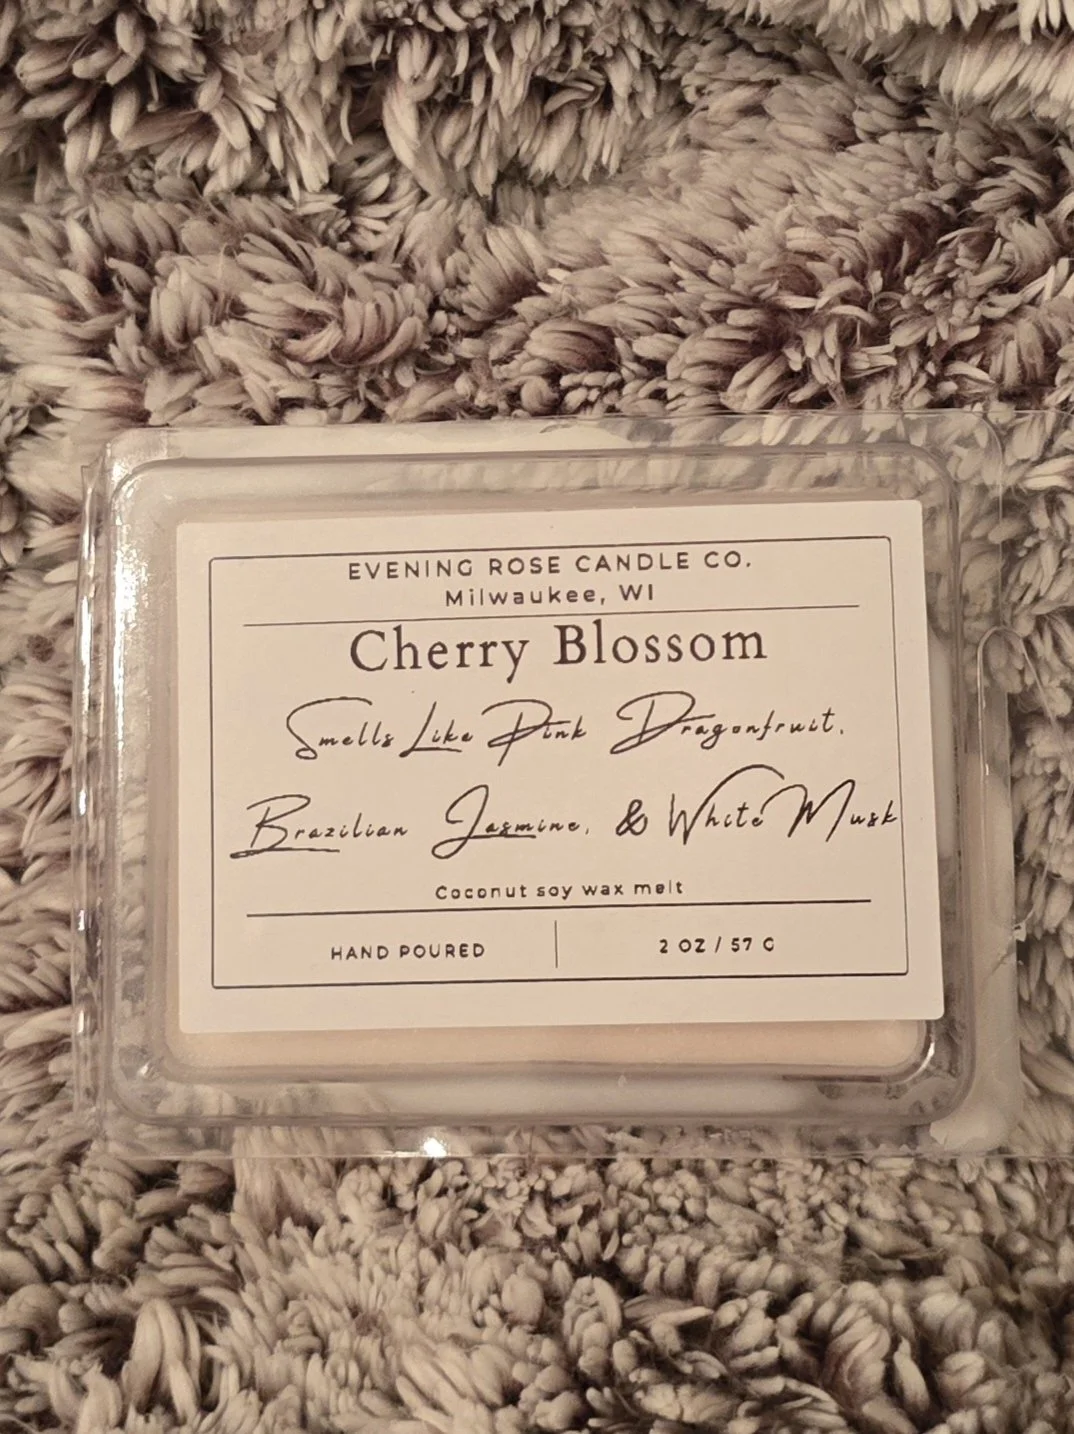 EVENING ROSE CANDLE CO.
Milwaukee, WI
Cherry Blossom
Smells Like Pink Dragonfruit,
Brazilian Jasmine, & White Musk
Coconut soy wax melt
HAND POURED
2 OZ / 57 G